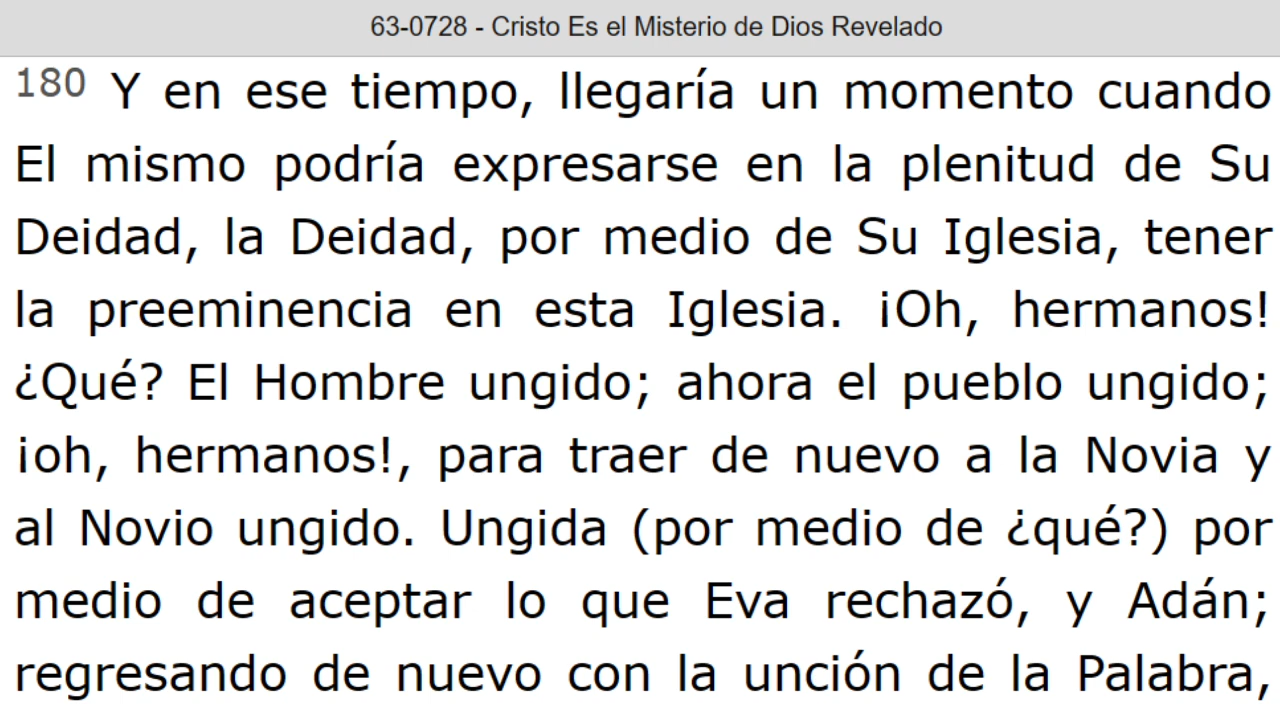 63-0728 - Cristo Es el Misterio de Dios Revelado
180 Y en ese tiempo, llegaría un momento cuando
El mismo podría expresarse en la plenitud de Su
Deidad, la Deidad, por medio de Su Iglesia, tener
la preeminencia en esta Iglesia. ¡Oh, hermanos!
¿Qué? El Hombre ungido; ahora el pueblo ungido;
¡oh, hermanos!, para traer de nuevo a la Novia y
al Novio ungido. Ungida (por medio de ¿qué?) por
medio de aceptar lo que Eva rechazó, y Adán;
regresando de nuevo con la unción de la Palabra,